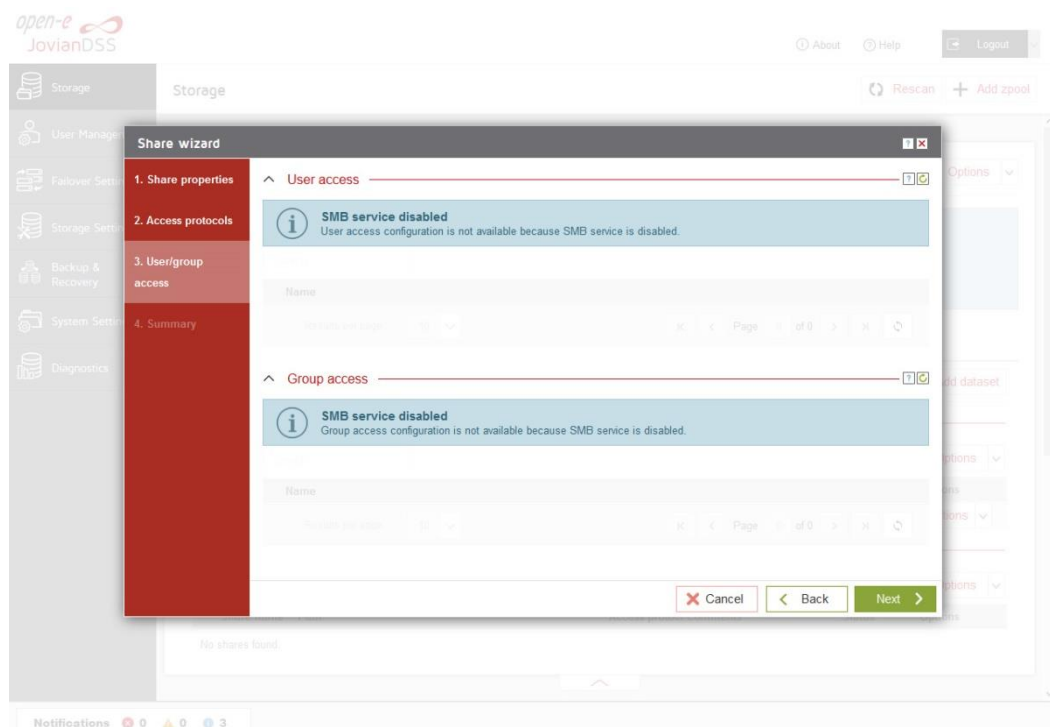 open-e
JovianDSS
About
Help
Logout
Storage
Storage
Rescan
Add zpool
User Manage
Share wizard
Failover Settin
1. Share properties
User access
Options
2. Access protocols
SMB service disabled
User access configuration is not available because SMB service is disabled.
Storage Settin
3. User/group
access
Backup &
Recovery
Name
System Settin
4. Summary
Page
of 0
Diagnostics
Group access
dd dataset
SMB service disabled
Group access configuration is not available because SMB service is disabled.
ptions
Name
ons
tions
Page
of 0
ptions
Cancel
Back
Next
No shares found.
Notifications 0 0 3